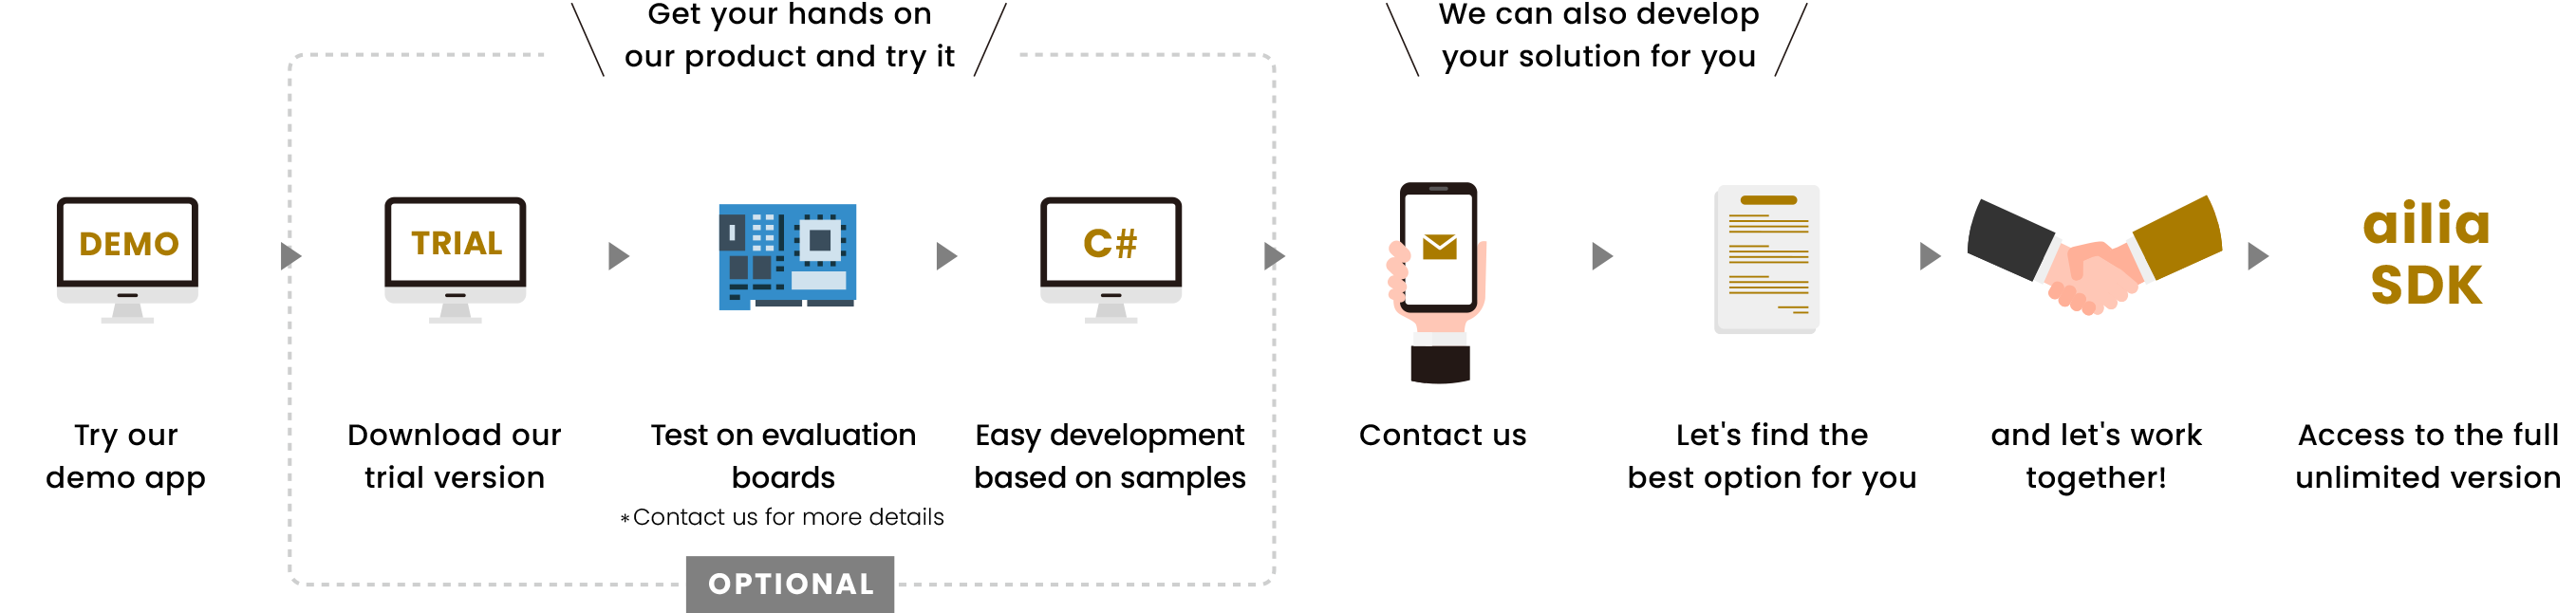 Get your hands on
our product and try it
We can also develop
your solution for you
DEMO
TRIAL
C#
ailia
SDK
Try our
demo app
Download our
trial version
Test on evaluation
boards
*Contact us for more details
Easy development
based on samples
Contact us
Let's find the
best option for you
and let's work
together!
Access to the full
unlimited version
OPTIONAL